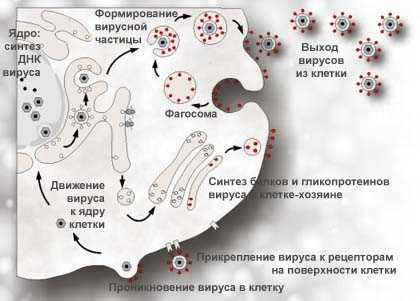 Формирование
вирусной
частицы
Ядро:
синтез
ДНК
вируса
Выход
вирусов
из клетки
Фагосома
Движение
вируса
к ядру
клетки
Синтез белков и гликопротеинов
вируса в клетке-хозяине
Прикрепление вируса к рецепторам
на поверхности клетки
Проникновение вируса в клетку